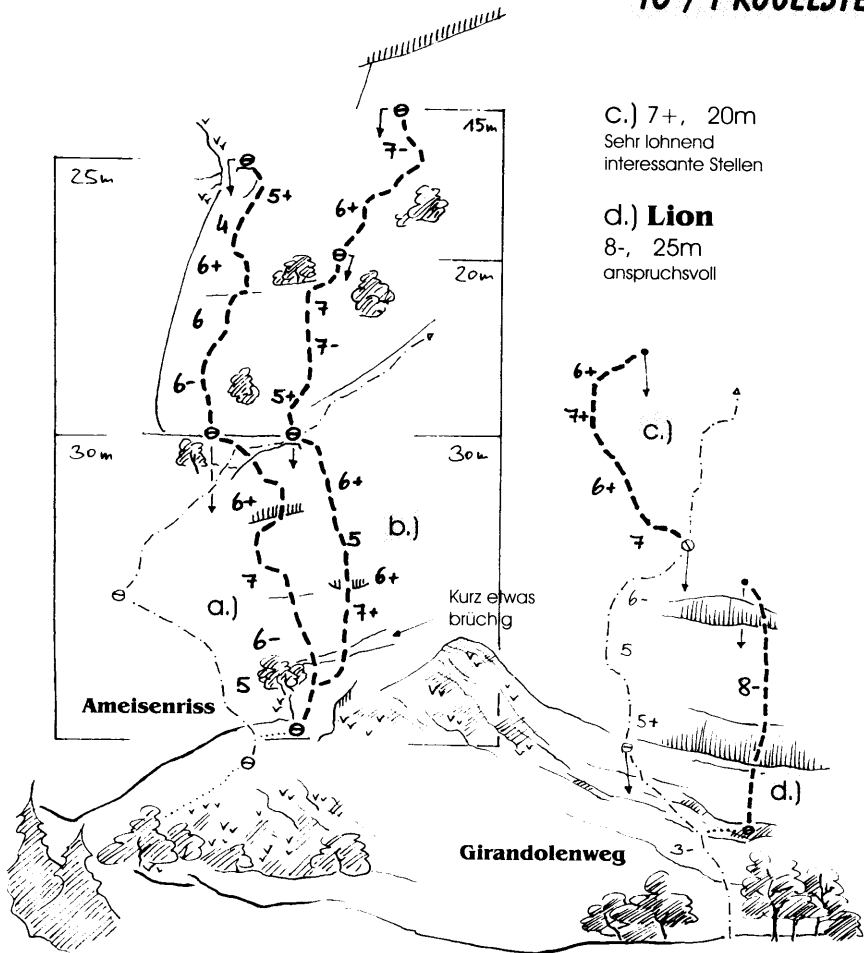 c.) 7+, 20m
Sehr lohnend
interessante Stellen
d.) Lion
8-, 25m
anspruchsvoll
15m
7-
25m
5+
4
6+
6+
20m
6
7
7-
6-
5+
6+
7+
c.)
30m
30m
6+
6+
6+
5
b.)
7
7
6+
6-
a.)
7+
Kurz etwas
brüchig
6-
5
5
8-
Ameisenriss
5+
d.)
Girandolenweg
3-